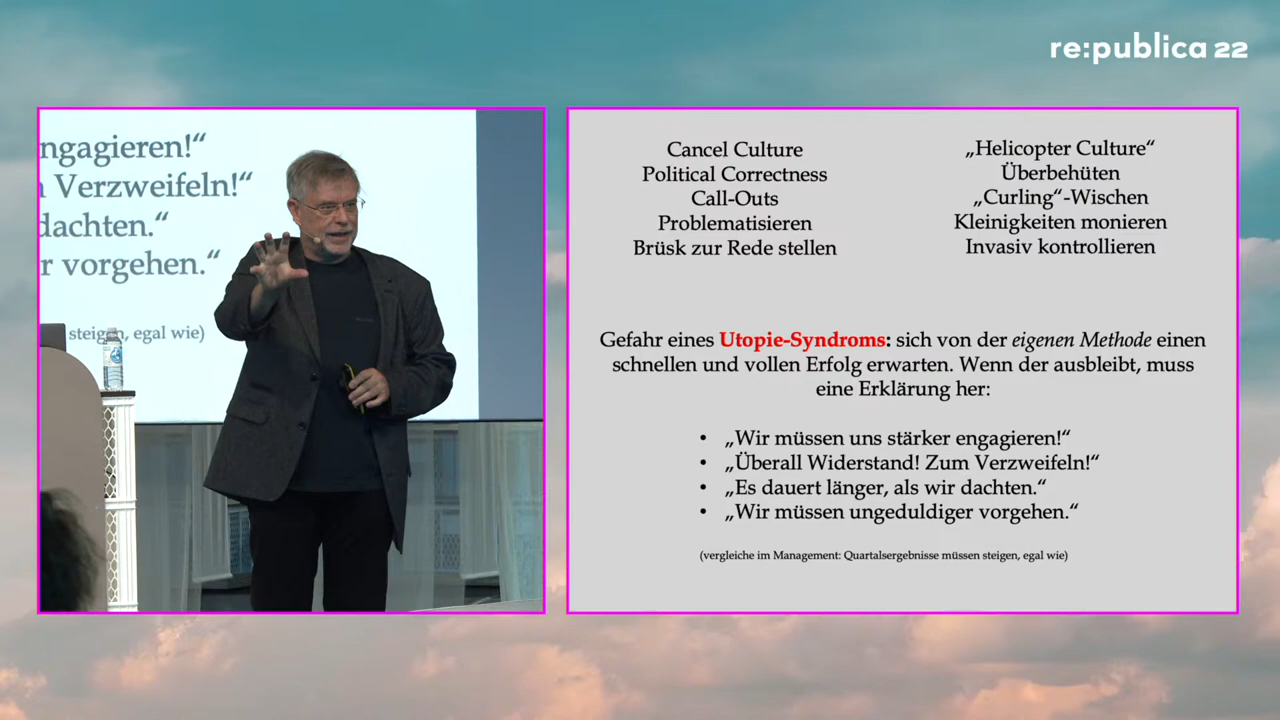 re:publica 22
ngagieren!“
Verzweifeln!“
dachten.“
r vorgehen.“
steigen, egal wie)
Cancel Culture
Political Correctness
Call-Outs
Problematisieren
Brüsk zur Rede stellen
„Helicopter Culture“
Überbehüten
„Curling“-Wischen
Kleinigkeiten monieren
Invasiv kontrollieren
Gefahr eines Utopie-Syndroms: sich von der eigenen Methode einen
schnellen und vollen Erfolg erwarten. Wenn der ausbleibt, muss
eine Erklärung her:
• „Wir müssen uns stärker engagieren!“
• „Überall Widerstand! Zum Verzweifeln!“
• „Es dauert länger, als wir dachten.“
• „Wir müssen ungeduldiger vorgehen.“
(vergleiche im Management: Quartalsergebnisse müssen steigen, egal wie)